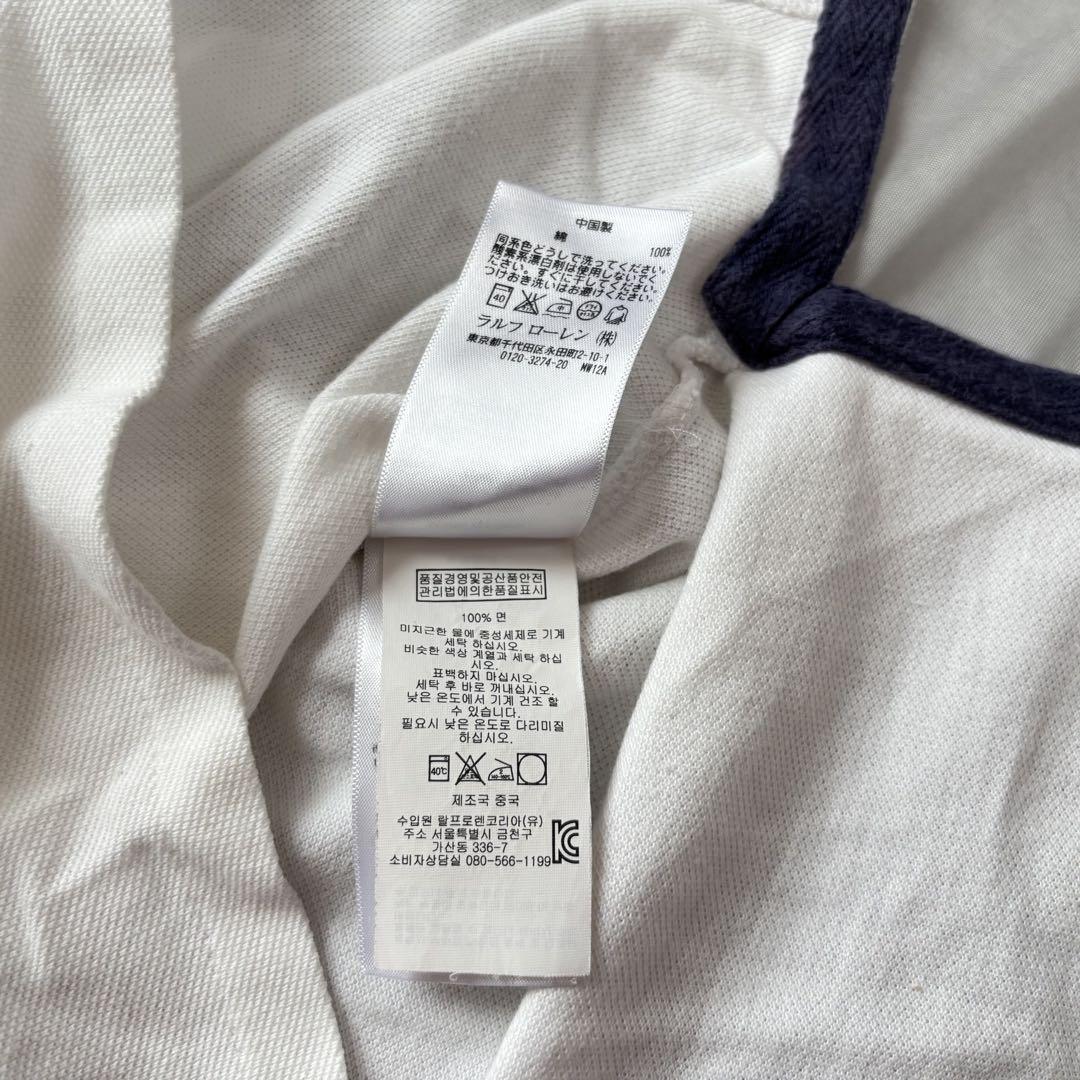 中国製
綿 100%
同系色どうしで洗ってください。
酸素系漂白剤は使用しないでく
ださい。すぐに干してください。
つけおき洗いはお避けください。
40 中 ドライ
ラルフ ローレン (株)
東京都千代田区永田町2-10-1
0120-3274-20 MW12A
품질경영및공산품안전
관리법에의한품질표시
100% 면
미지근한 물에 중성세제로 기계
세탁 하십시오.
비슷한 색상 계열과 세탁 하십
시오.
표백하지 마십시오.
세탁 후 바로 꺼내십시오.
낮은 온도에서 기계 건조 할
수 있습니다.
필요시 낮은 온도로 다리미질
하십시오.
40℃
제조국 중국
수입원 랄프로렌코리아(유)
주소 서울특별시 금천구
가산동 336-7
소비자상담실 080-566-1199